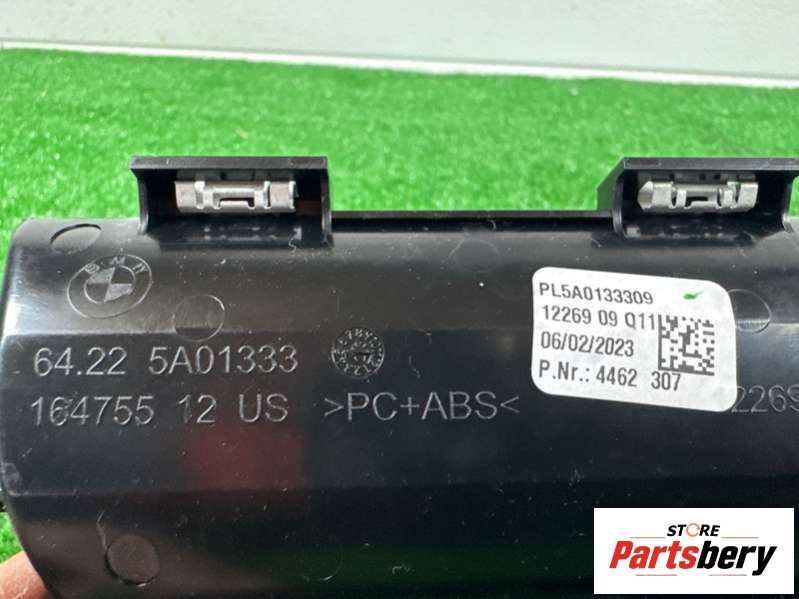 BMW
64.22 5A01333
164755 12 US >PC+ABS<
PL5A0133309
12269 09 Q11
06/02/2023
P.Nr.: 4462 307
2269
STORE
Partsbery